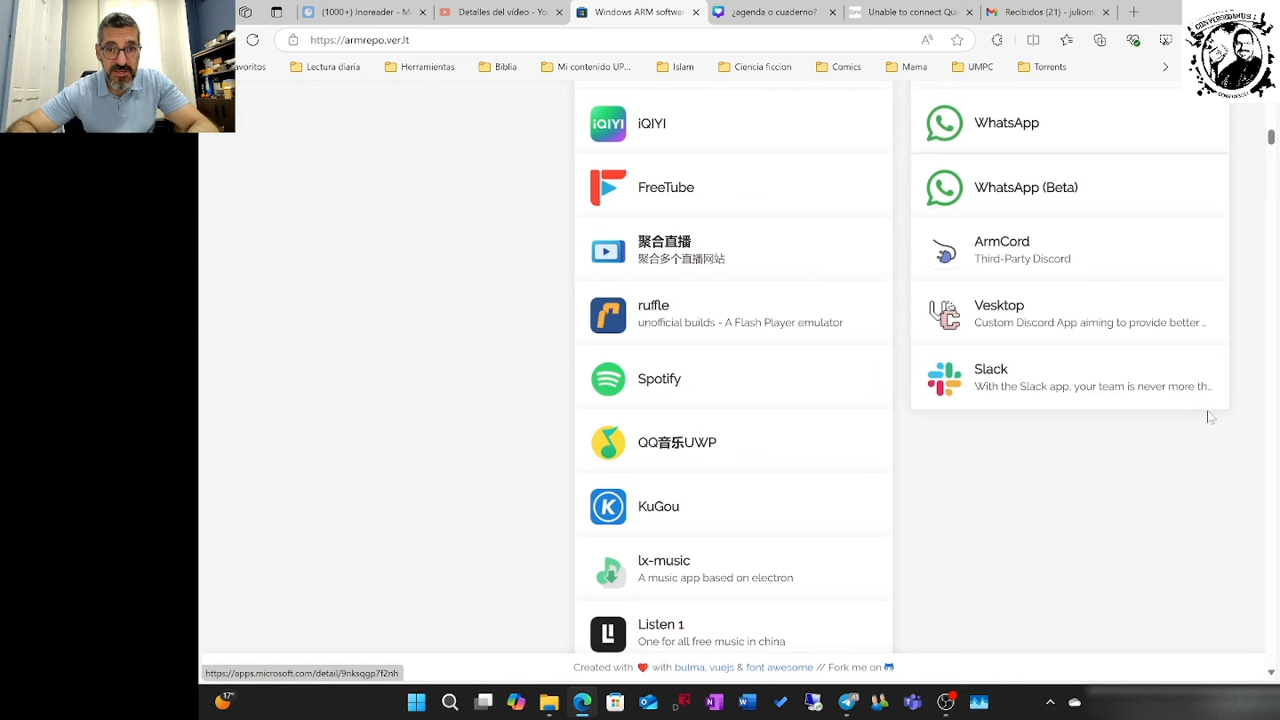 (1000+) Inoreader - Ma
Detalles del vídeo - Yo
Windows ARM softwar
¿agenda o cuaderno?
Unable to connect Qu
Recibidos (21) - juliom
https://armrepo.ver.lt
avoritos
Lectura diaria
Herramientas
Biblia
Mi contenido UP...
Islam
Ciencia ficcion
Comics
Mama
UMPC
Torrents
CONVERSODAMOS !
iQIYI
iQIYI
FreeTube
聚合直播
聚合多个直播网站
ruffle
unofficial builds - A Flash Player emulator
Spotify
QQ音乐UWP
KuGou
lx-music
A music app based on electron
Listen 1
One for all free music in china
WhatsApp
WhatsApp (Beta)
ArmCord
Third-Party Discord
Vesktop
Custom Discord App aiming to provide better ...
Slack
With the Slack app, your team is never more th...
https://apps.microsoft.com/detail/9nksqgp7f2nh
Created with ❤ with bulma, vuejs & font awesome // Fork me on
17°